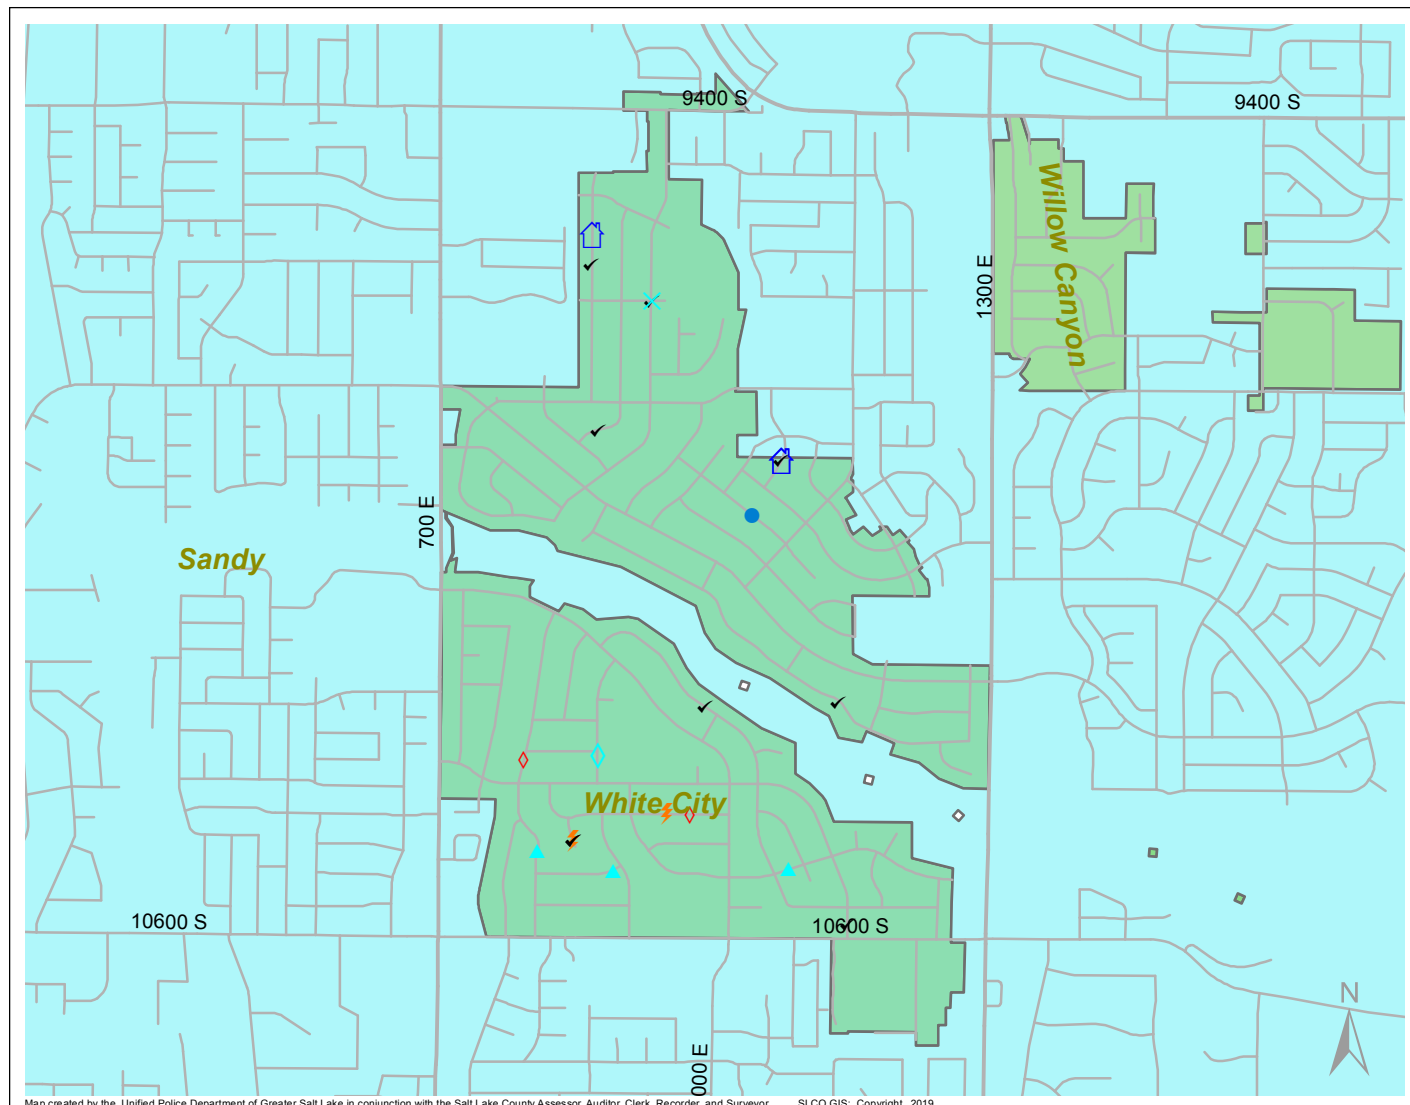 9400 S
9400 S
Willow Canyon
1300 E
700 E
Sandy
White City
10600 S
10600 S
N
000 E
Map created by the Unified Police Department of Greater Salt Lake in conjunction with the Salt Lake County Assessor, Auditor, Clerk, Recorder, and Surveyor. SLCO GIS: Copyright 2019